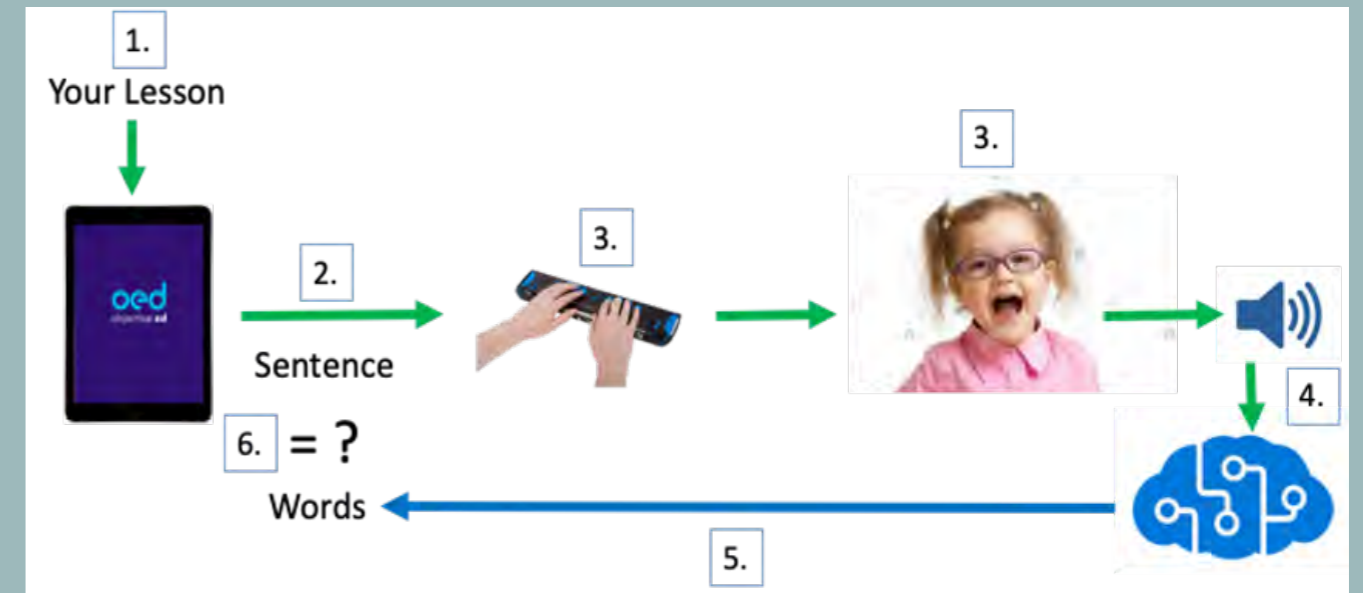 1.
Your Lesson
3.
3.
2.
oed
objective ed
Sentence
4.
6. = ?
Words
5.